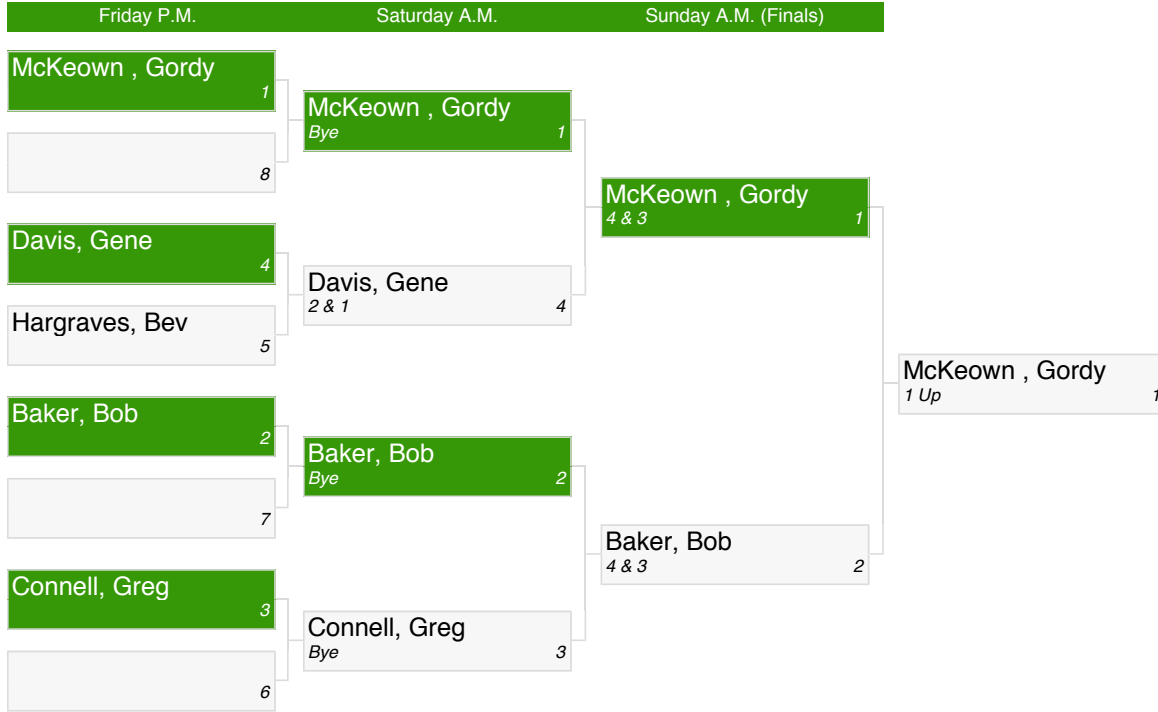 Friday P.M.
Saturday A.M.
Sunday A.M. (Finals)
McKeown , Gordy
1
8
Davis, Gene
4
Hargraves, Bev
5
Baker, Bob
2
7
Connell, Greg
3
6
McKeown , Gordy
Bye 1
Davis, Gene
2 & 1 4
Baker, Bob
Bye 2
Connell, Greg
Bye 3
McKeown , Gordy
4 & 3 1
Baker, Bob
4 & 3 2
McKeown , Gordy
1 Up 1